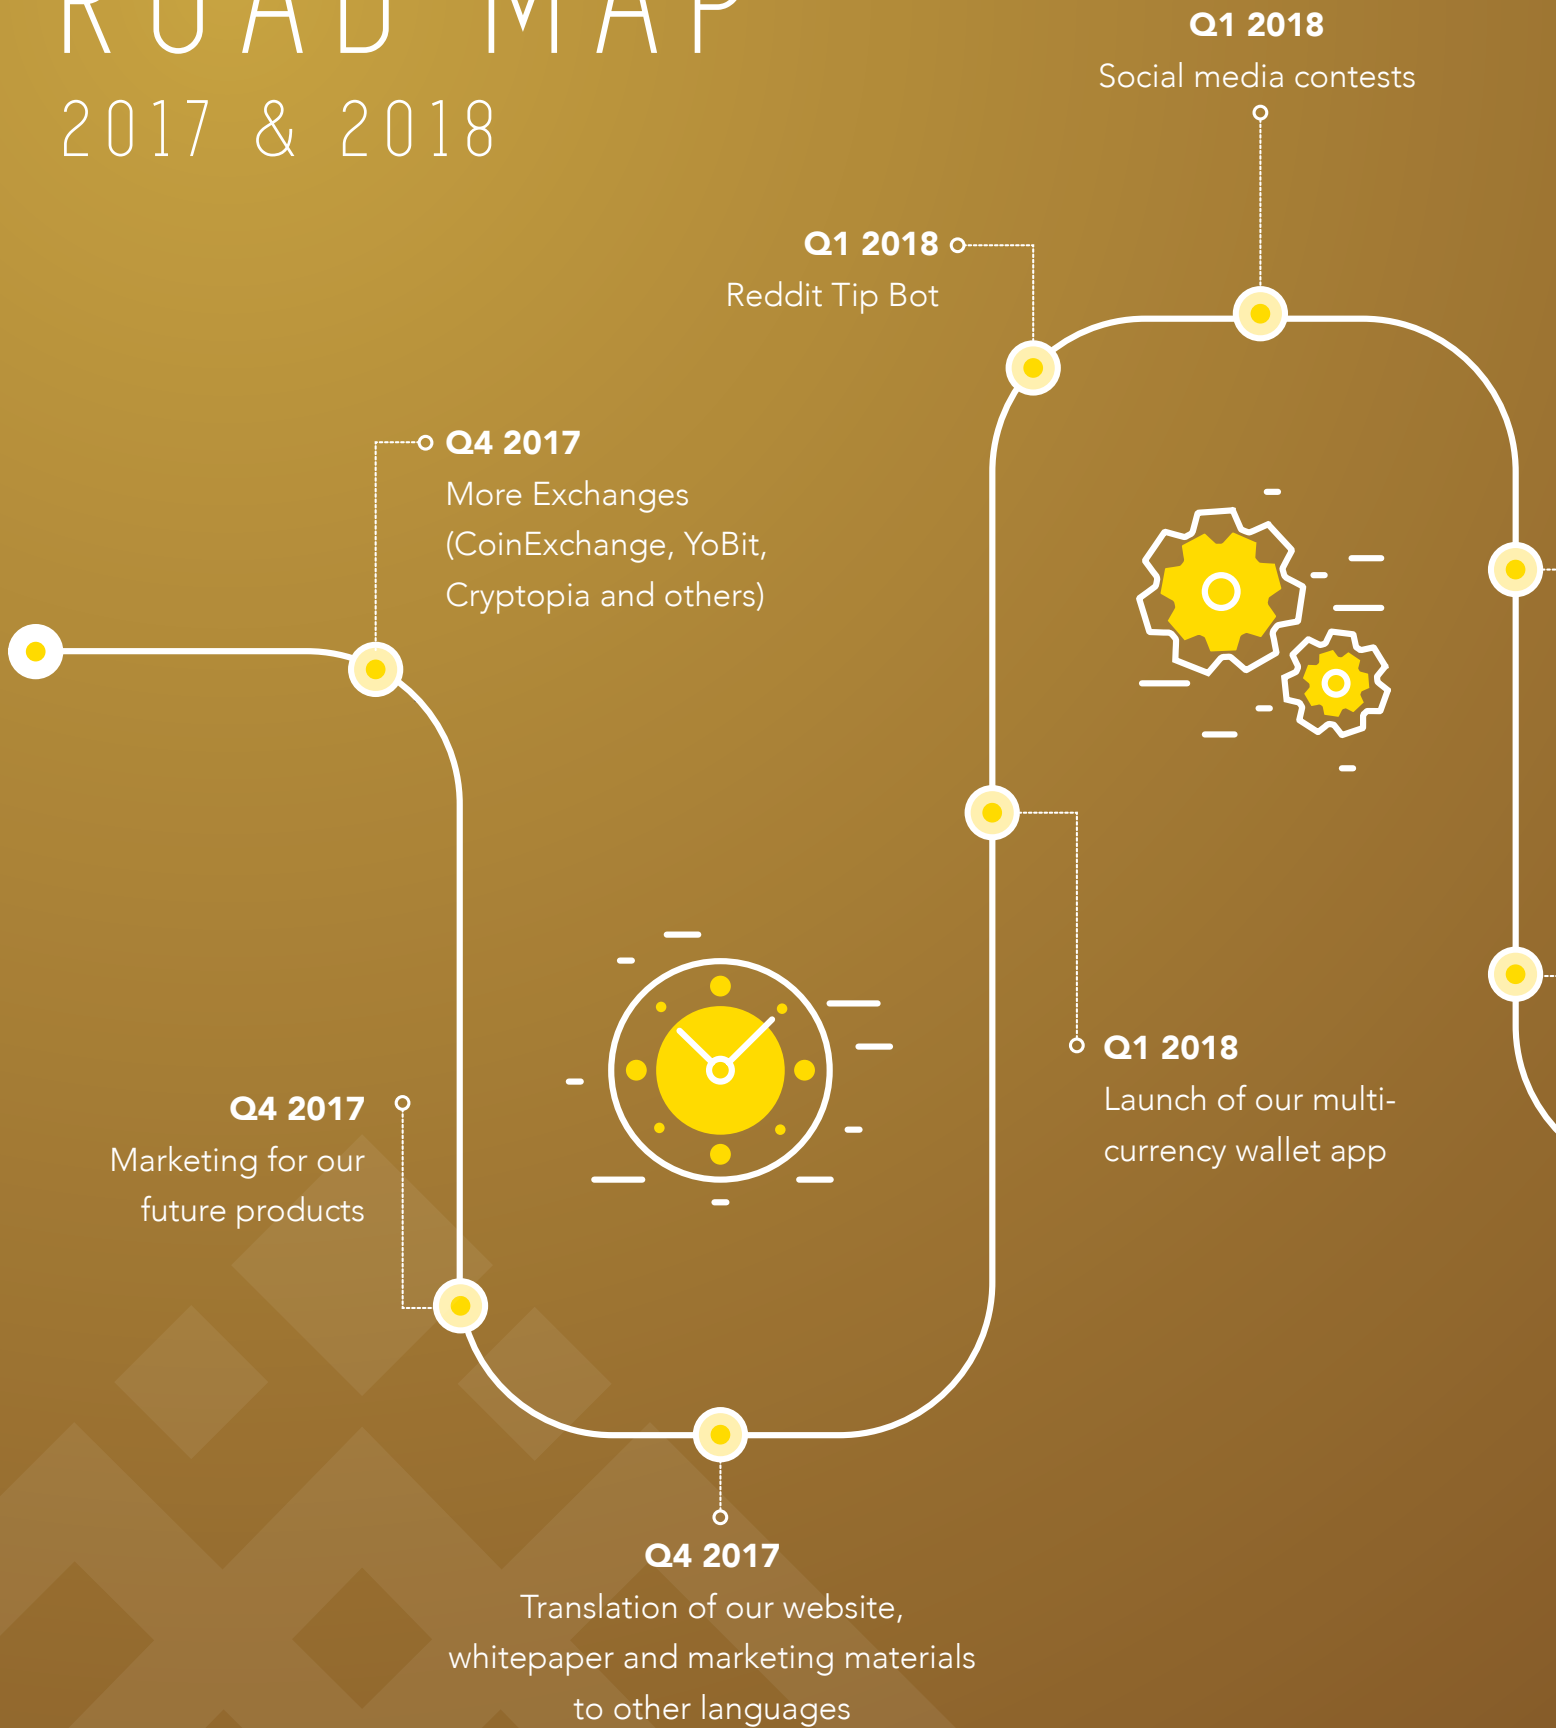 ROAD MAP
2017 & 2018
Q1 2018
Social media contests
Q1 2018
Reddit Tip Bot
Q4 2017
More Exchanges
(CoinExchange, YoBit,
Cryptopia and others)
Q1 2018
Launch of our multi-
currency wallet app
Q4 2017
Marketing for our
future products
Q4 2017
Translation of our website,
whitepaper and marketing materials
to other languages